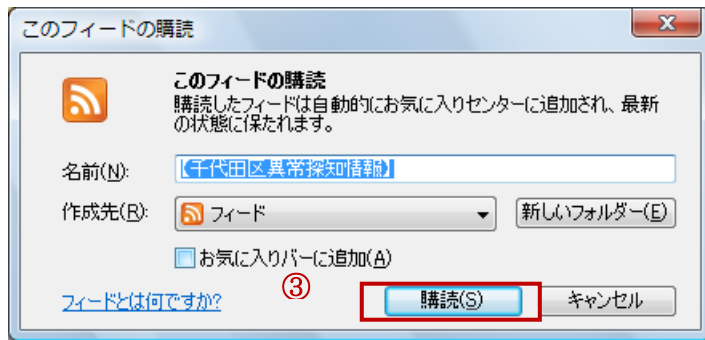 このフィードの購読
このフィードの購読
購読したフィードは自動的にお気に入りセンターに追加され、最新
の状態に保たれます。
名前(N):
【千代田区異常探知情報】
作成先(R):
フィード
新しいフォルダー(E)
お気に入りバーに追加(A)
③
フィードとは何ですか?
購読(S)
キャンセル